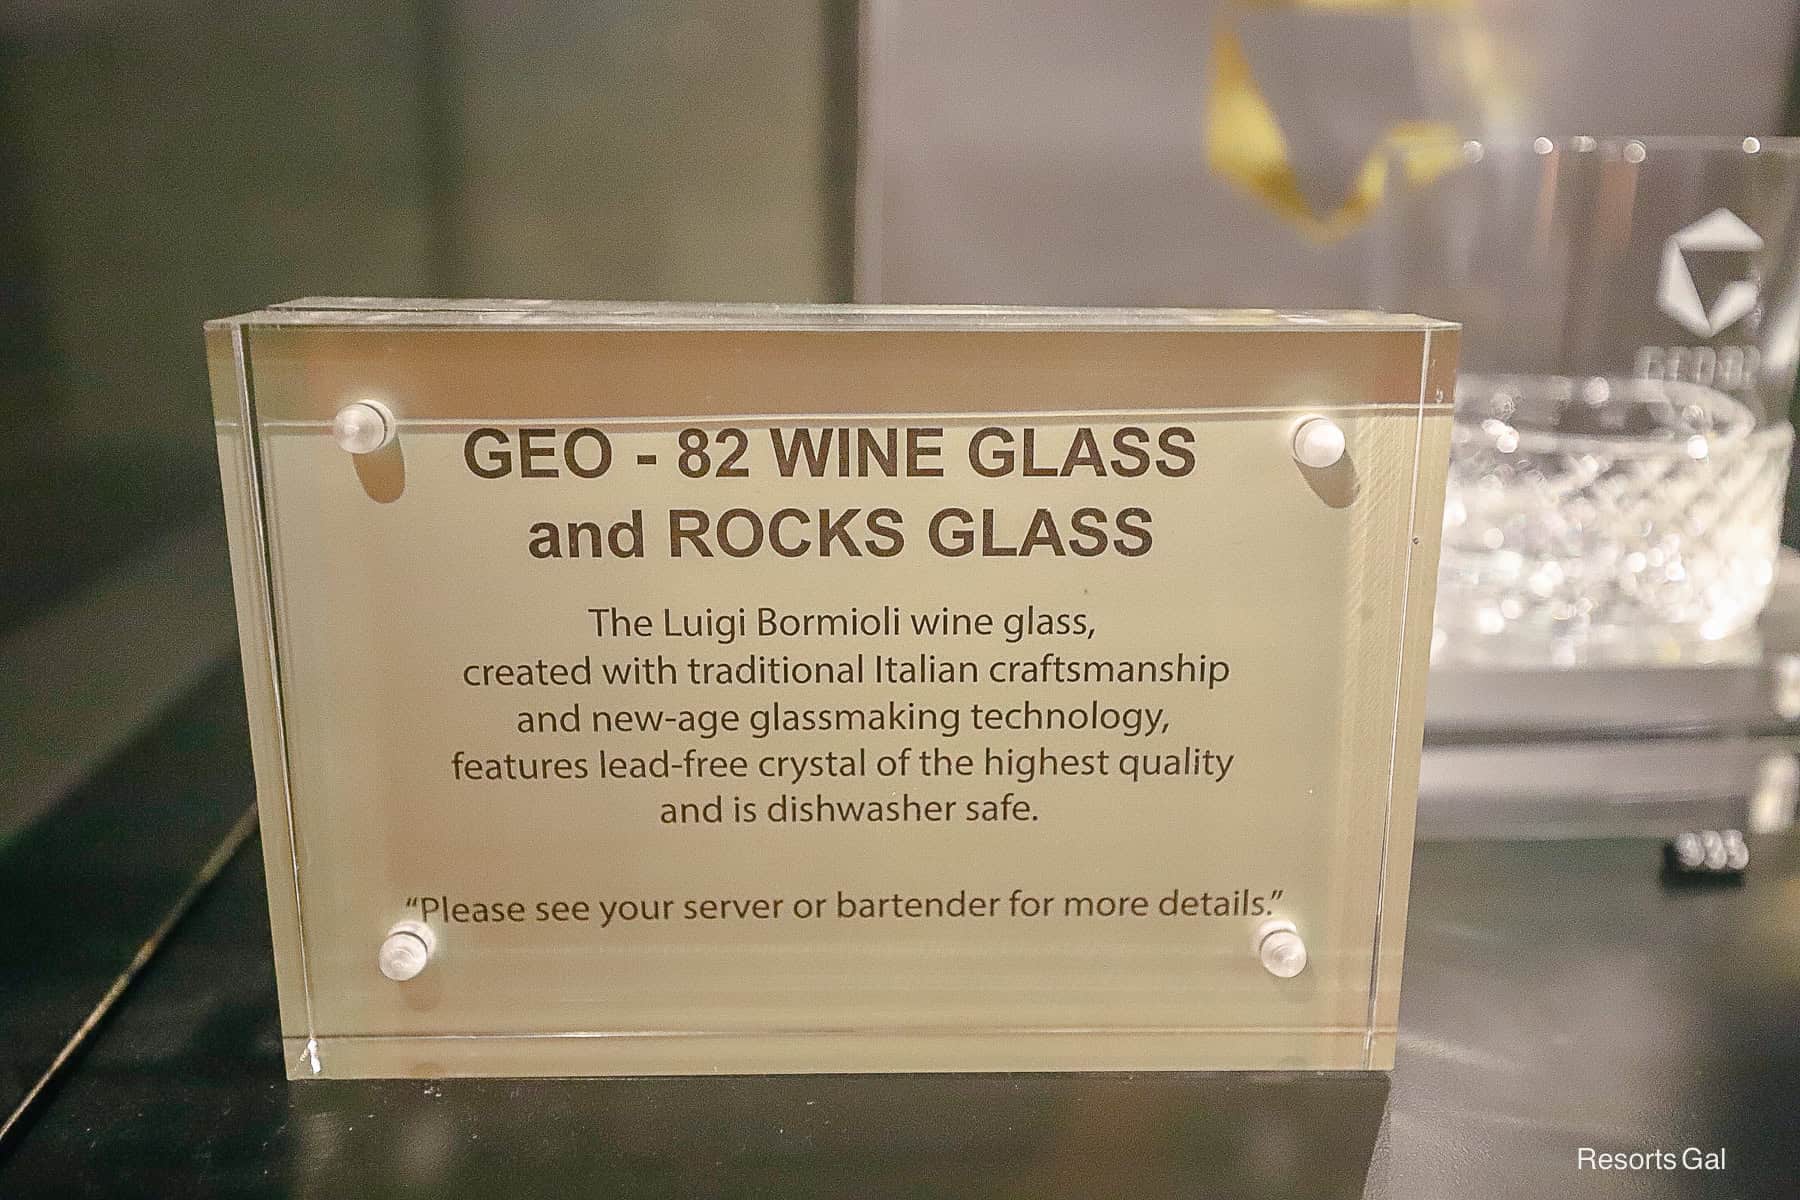 GEO - 82 WINE GLASS
and ROCKS GLASS
The Luigi Bormioli wine glass,
created with traditional Italian craftsmanship
and new-age glassmaking technology,
features lead-free crystal of the highest quality
and is dishwasher safe.
“Please see your server or bartender for more details.”
Resorts Gal